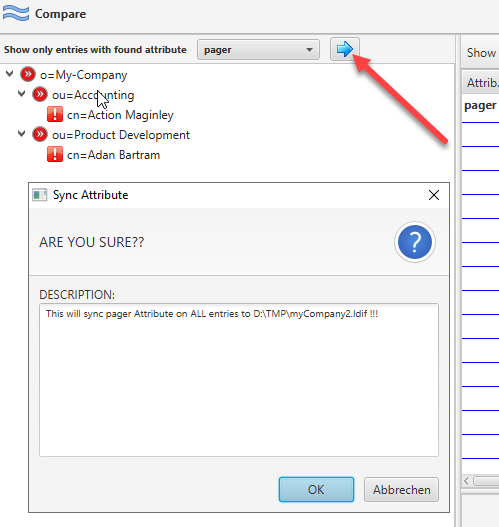 Compare
Show only entries with found attribute pager Show
o=My-Company Attrib.
ou=Accounting pager
cn=Action Maginley
ou=Product Development
cn=Adan Bartram
Sync Attribute
ARE YOU SURE??
DESCRIPTION:
This will sync pager Attribute on ALL entries to D:\TMP\myCompany2.ldif !!!
OK Abbrechen